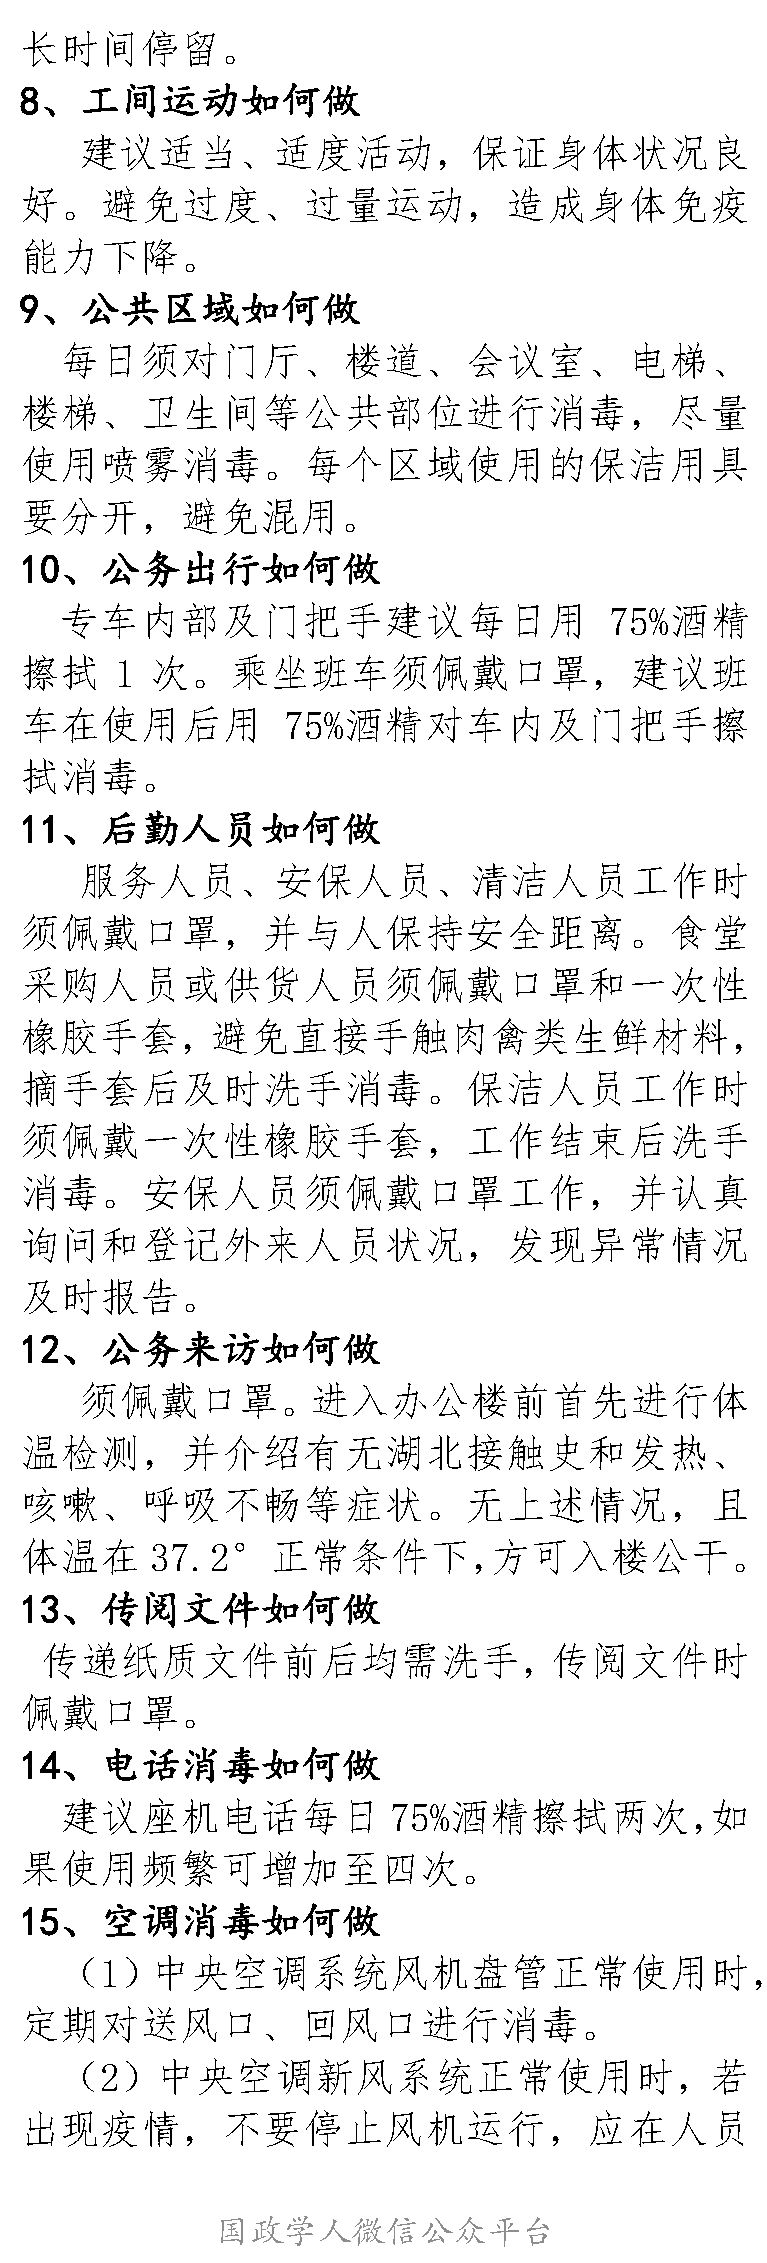 长时间停留。
8、工间运动如何做
建议适当、适度活动，保证身体状况良
好。避免过度、过量运动，造成身体免疫
能力下降。
9、公共区域如何做
每日须对门厅、楼道、会议室、电梯、
楼梯、卫生间等公共部位进行消毒，尽量
使用喷雾消毒。每个区域使用的保洁用具
要分开，避免混用。
10、公务出行如何做
专车内部及门把手建议每日用 75%酒精
擦拭 1 次。乘坐班车须佩戴口罩，建议班
车在使用后用 75%酒精对车内及门把手擦
拭消毒。
11、后勤人员如何做
服务人员、安保人员、清洁人员工作时
须佩戴口罩，并与人保持安全距离。食堂
采购人员或供货人员须佩戴口罩和一次性
橡胶手套，避免直接手触肉禽类生鲜材料，
摘手套后及时洗手消毒。保洁人员工作时
须佩戴一次性橡胶手套，工作结束后洗手
消毒。安保人员须佩戴口罩工作，并认真
询问和登记外来人员状况，发现异常情况
及时报告。
12、公务来访如何做
须佩戴口罩。进入办公楼前首先进行体
温检测，并介绍有无湖北接触史和发热、
咳嗽、呼吸不畅等症状。无上述情况，且
体温在 37.2°正常条件下，方可入楼公干。
13、传阅文件如何做
传递纸质文件前后均需洗手，传阅文件时
佩戴口罩。
14、电话消毒如何做
建议座机电话每日 75%酒精擦拭两次，如
果使用频繁可增加至四次。
15、空调消毒如何做
（1）中央空调系统风机盘管正常使用时，
定期对送风口、回风口进行消毒。
（2）中央空调新风系统正常使用时，若
出现疫情，不要停止风机运行，应在人员
国政学人微信公众平台